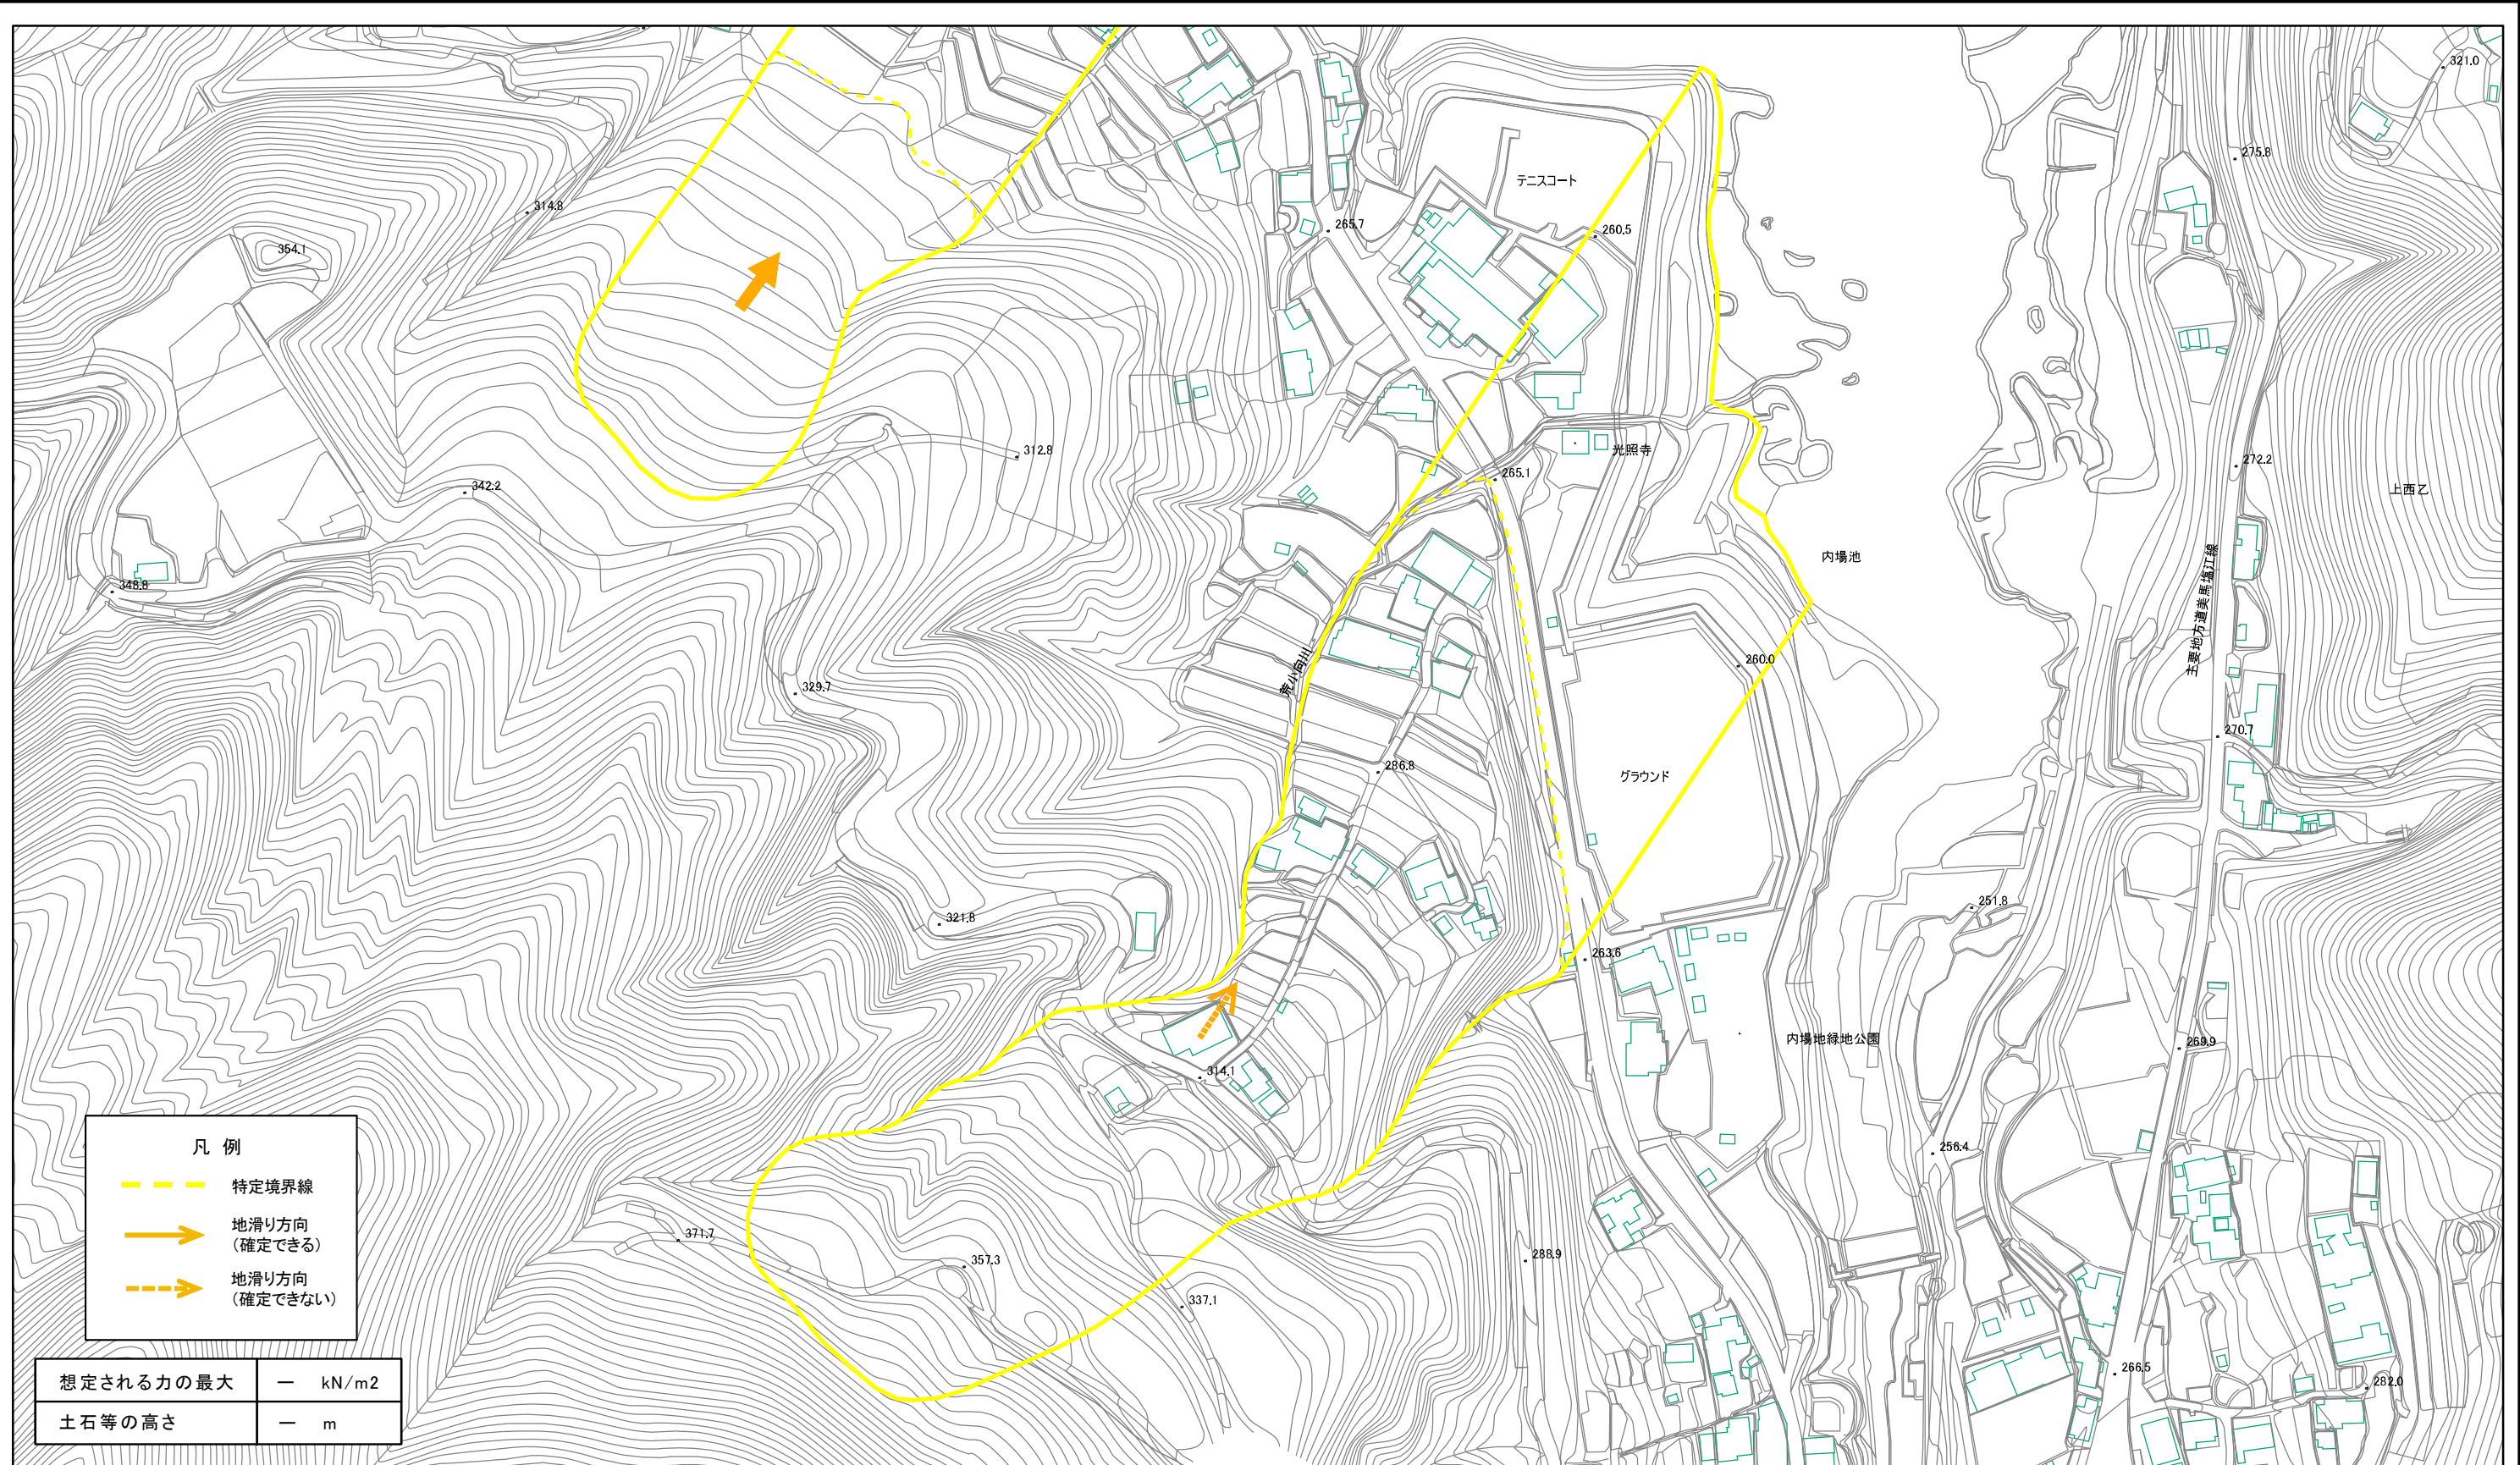 321.0
275.8
テニスコート
314.8
265.7
260.5
354.1
光照寺
312.8
272.2
265.1
342.2
上西乙
内場池
主要地方道美馬塩江線
348.8
260.0
荒小向川
329.7
270.7
286.8
グラウンド
251.8
321.8
263.6
内場地緑地公園
269.9
314.1
256.4
371.7
357.3
288.9
337.1
266.5
282.0
凡 例
特定境界線
地滑り方向
(確定できる)
地滑り方向
(確定できない)
想定される力の最大 ー kN/m2
土石等の高さ ー m